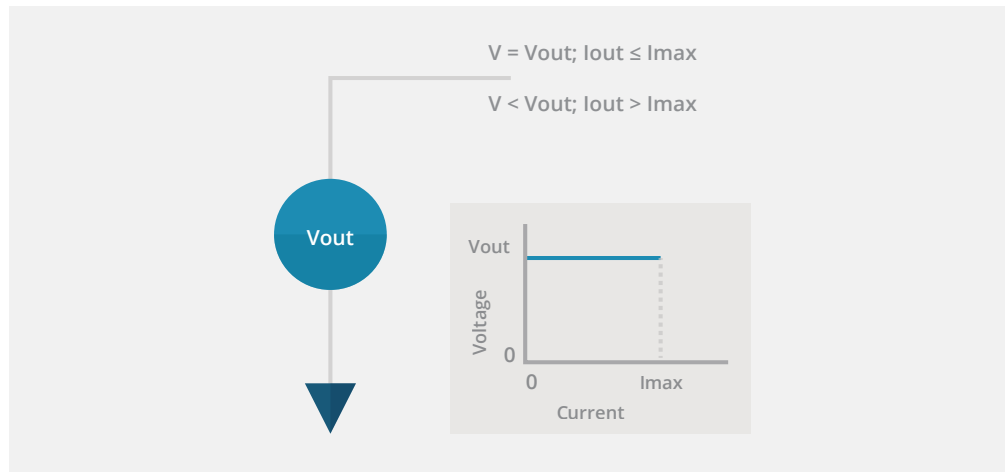 V = Vout; Iout ≤ Imax
V < Vout; Iout > Imax
Vout
Vout
Voltage
0
0
Imax
Current